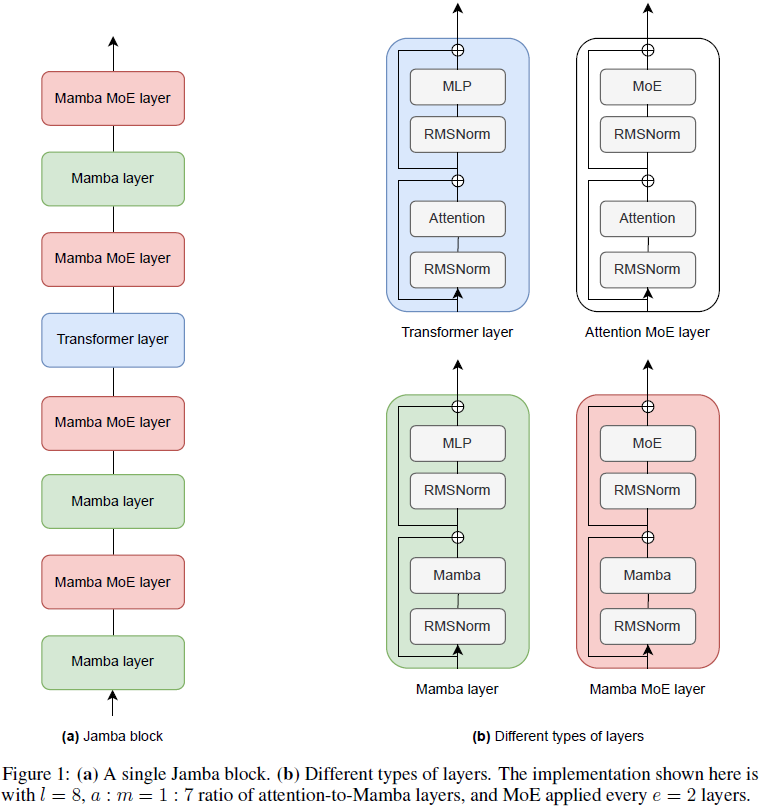 Mamba MoE layer
Mamba layer
Mamba MoE layer
Transformer layer
Mamba MoE layer
Mamba layer
Mamba MoE layer
Mamba layer
(a) Jamba block
MLP
RMSNorm
Attention
RMSNorm
Transformer layer
MoE
RMSNorm
Attention
RMSNorm
Attention MoE layer
MLP
RMSNorm
Mamba
RMSNorm
Mamba layer
MoE
RMSNorm
Mamba
RMSNorm
Mamba MoE layer
(b) Different types of layers
Figure 1: (a) A single Jamba block. (b) Different types of layers. The implementation shown here is
with l = 8, a : m = 1 : 7 ratio of attention-to-Mamba layers, and MoE applied every e = 2 layers.